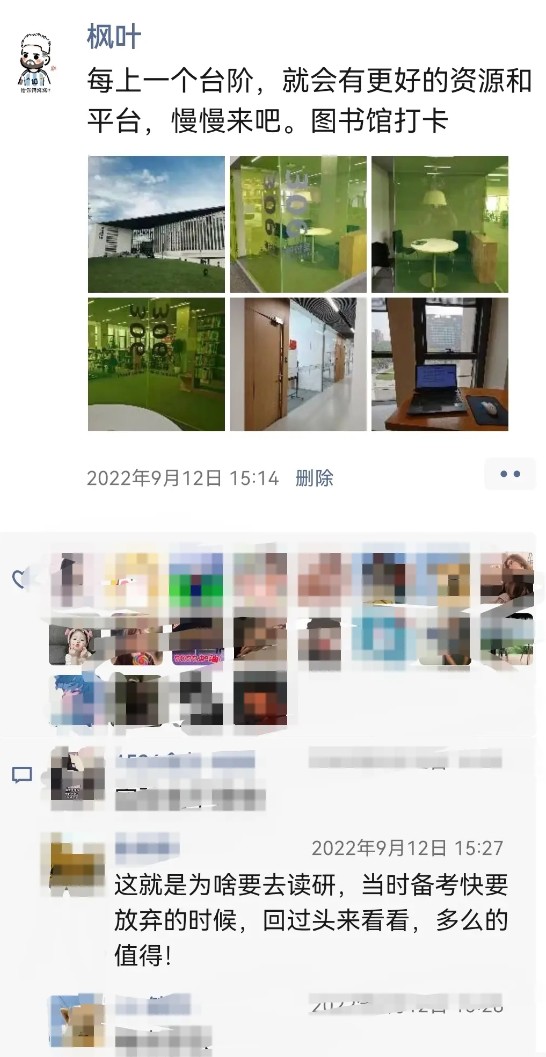 枫叶
每上一个台阶，就会有更好的资源和
平台，慢慢来吧。图书馆打卡
306
306
306
306
2022年9月12日 15:14 删除
2022年9月12日 15:27
这就是为啥要去读研，当时备考快要
放弃的时候，回过头来看看，多么的
值得！